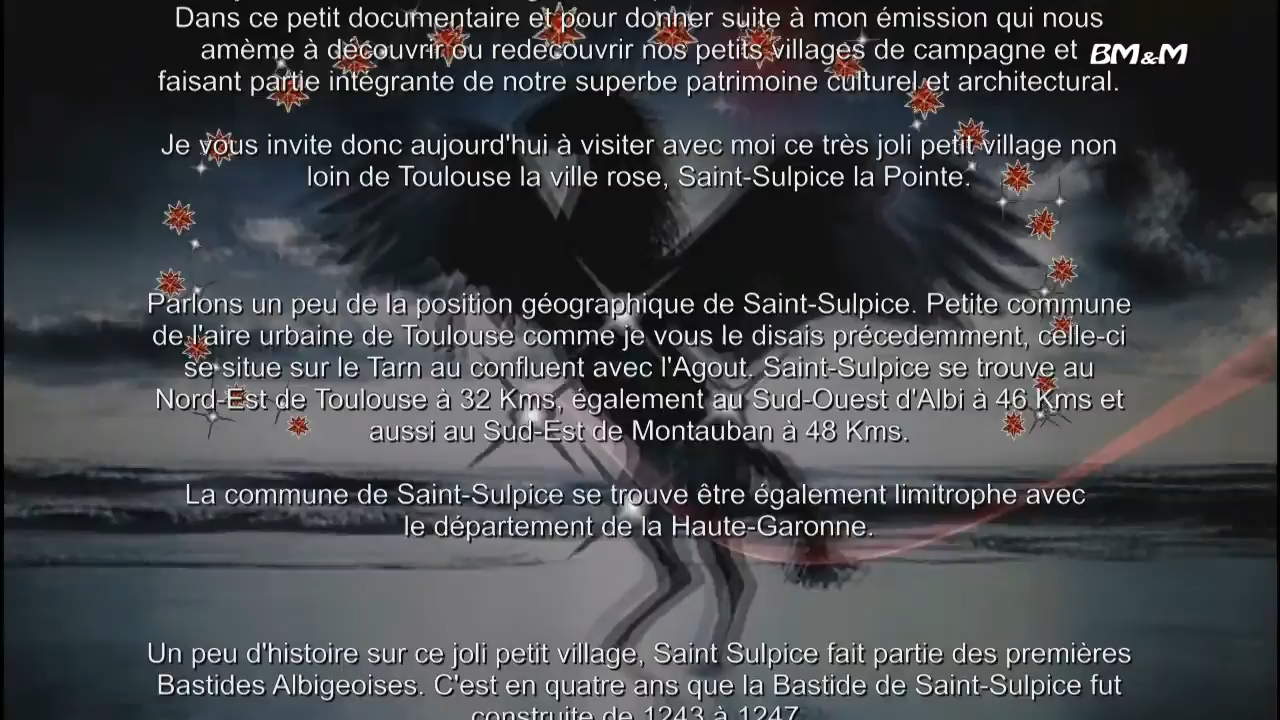 Dans ce petit documentaire et pour donner suite à mon émission qui nous
amème à découvrir ou redécouvrir nos petits villages de campagne et
BM&M
faisant partie intégrante de notre superbe patrimoine culturel et architectural.
Je vous invite donc aujourd'hui à visiter avec moi ce très joli petit village non
loin de Toulouse la ville rose, Saint-Sulpice la Pointe.
Parlons un peu de la position géographique de Saint-Sulpice. Petite commune
de l'aire urbaine de Toulouse comme je vous le disais précedemment, celle-ci
se situe sur le Tarn au confluent avec l'Agout. Saint-Sulpice se trouve au
Nord-Est de Toulouse à 32 Kms, également au Sud-Ouest d'Albi à 46 Kms et
aussi au Sud-Est de Montauban à 48 Kms.
La commune de Saint-Sulpice se trouve être également limitrophe avec
le département de la Haute-Garonne.
Un peu d'histoire sur ce joli petit village, Saint Sulpice fait partie des premières
Bastides Albigeoises. C'est en quatre ans que la Bastide de Saint-Sulpice fut
construite de 1243 à 1247.